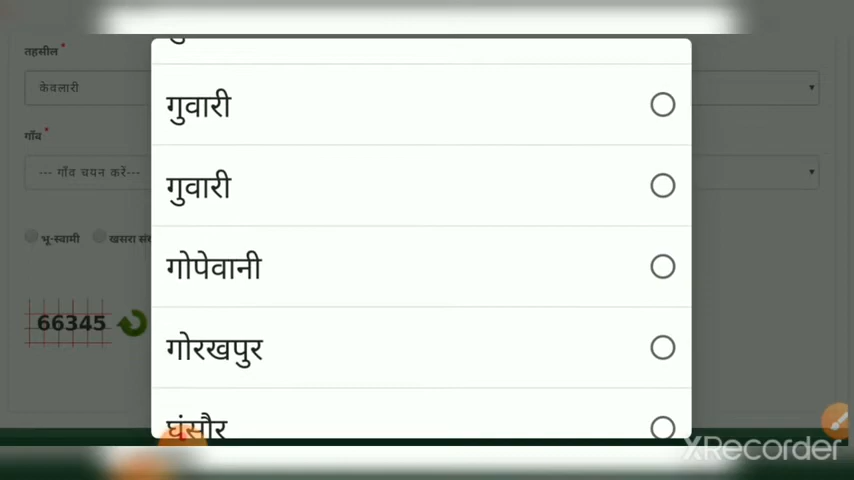 तहसील *
केवलारी
गाँव *
--- गाँव चयन करें---
भू-स्वामी
66345
गुवारी
गुवारी
गोपेवानी
गोरखपुर
घंसौर
XRecorder